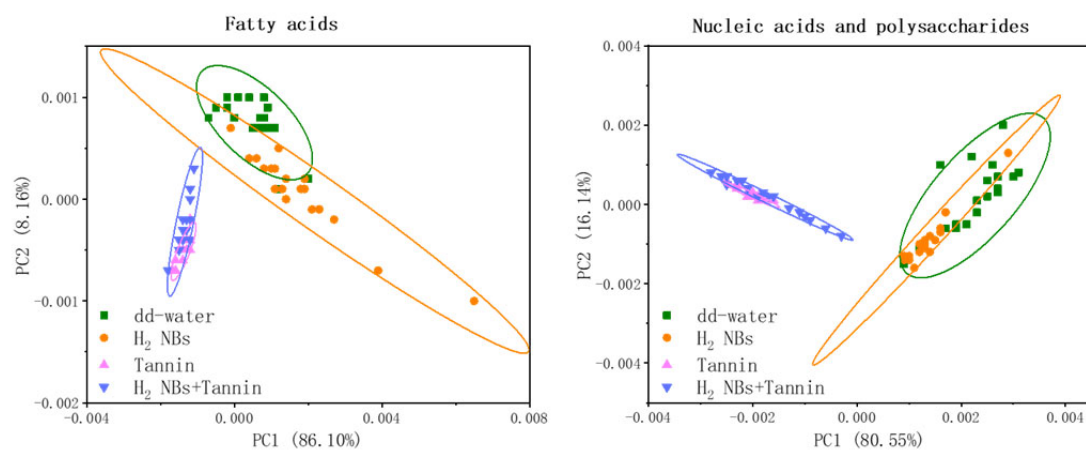 Fatty acids
0.001
0.000
-0.001
-0.002
PC2 (8.16%)
dd-water
H₂ NBs
Tannin
H₂ NBs+Tannin
-0.004
0.000
0.004
0.008
PC1 (86.10%)
Nucleic acids and polysaccharides
0.004
0.002
0.000
-0.002
-0.004
PC2 (16.14%)
dd-water
H₂ NBs
Tannin
H₂ NBs+Tannin
-0.004
-0.002
0.000
0.002
0.004
PC1 (80.55%)